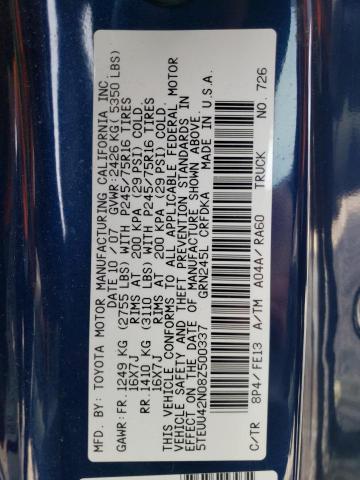 MFD. BY: TOYOTA MOTOR MANUFACTURING CALIFORNIA INC.
DATE 10 / 07 GVWR: 2426 KG ( 5350 LBS)
GAWR: FR. 1249 KG (2755 LBS) WITH P245/75R16 TIRES
16X7J RIMS AT 200 KPA (29 PSI) COLD.
RR. 1410 KG (3110 LBS) WITH P245/75R16 TIRES
16X7J RIMS AT 200 KPA (29 PSI) COLD.
THIS VEHICLE CONFORMS TO ALL APPLICABLE FEDERAL MOTOR
VEHICLE SAFETY AND THEFT PREVENTION STANDARDS IN
EFFECT ON THE DATE OF MANUFACTURE SHOWN ABOVE.
5TEUU42N08Z500337 GRN245L CRFDKA MADE IN U.S.A.
C/TR 8P4 / FE13 A/TM A04A / RA60 TRUCK NO. 726